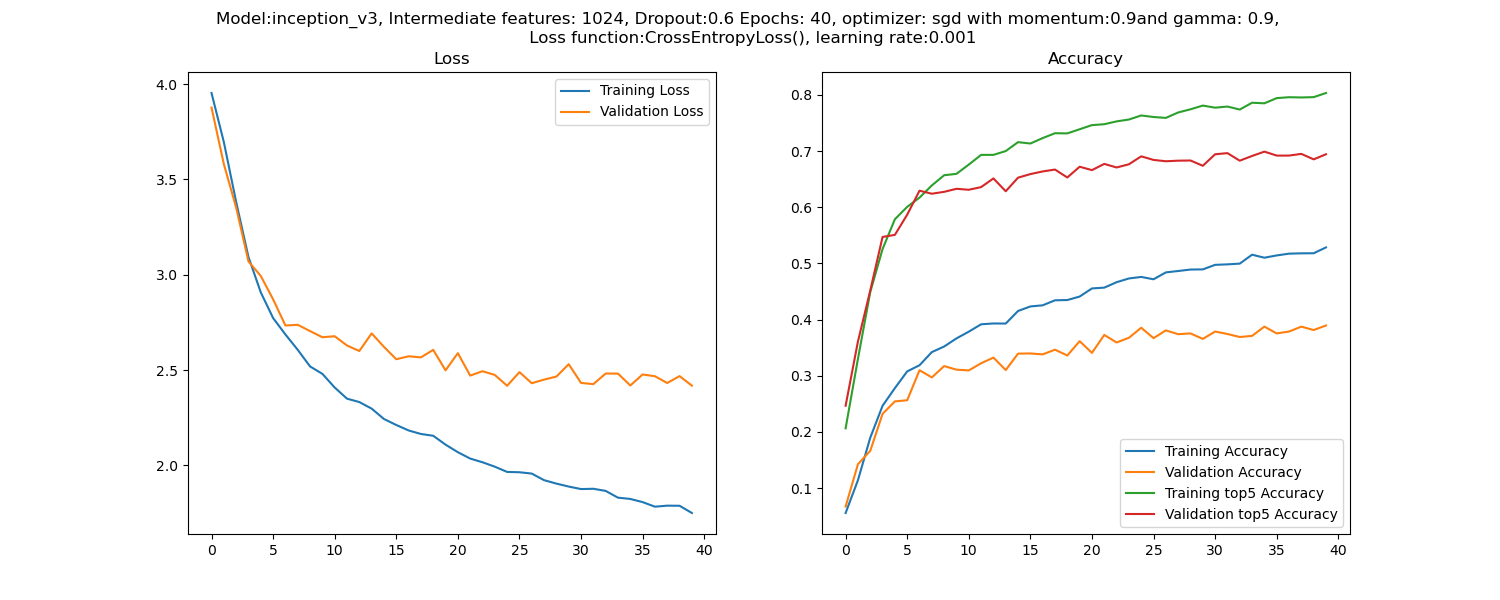 Model:inception_v3, Intermediate features: 1024, Dropout:0.6 Epochs: 40, optimizer: sgd with momentum:0.9and gamma: 0.9,
Loss function:CrossEntropyLoss(), learning rate:0.001
Loss
4.0
3.5
3.0
2.5
2.0
0 5 10 15 20 25 30 35 40
Training Loss
Validation Loss
Accuracy
0.8
0.7
0.6
0.5
0.4
0.3
0.2
0.1
0 5 10 15 20 25 30 35 40
Training Accuracy
Validation Accuracy
Training top5 Accuracy
Validation top5 Accuracy